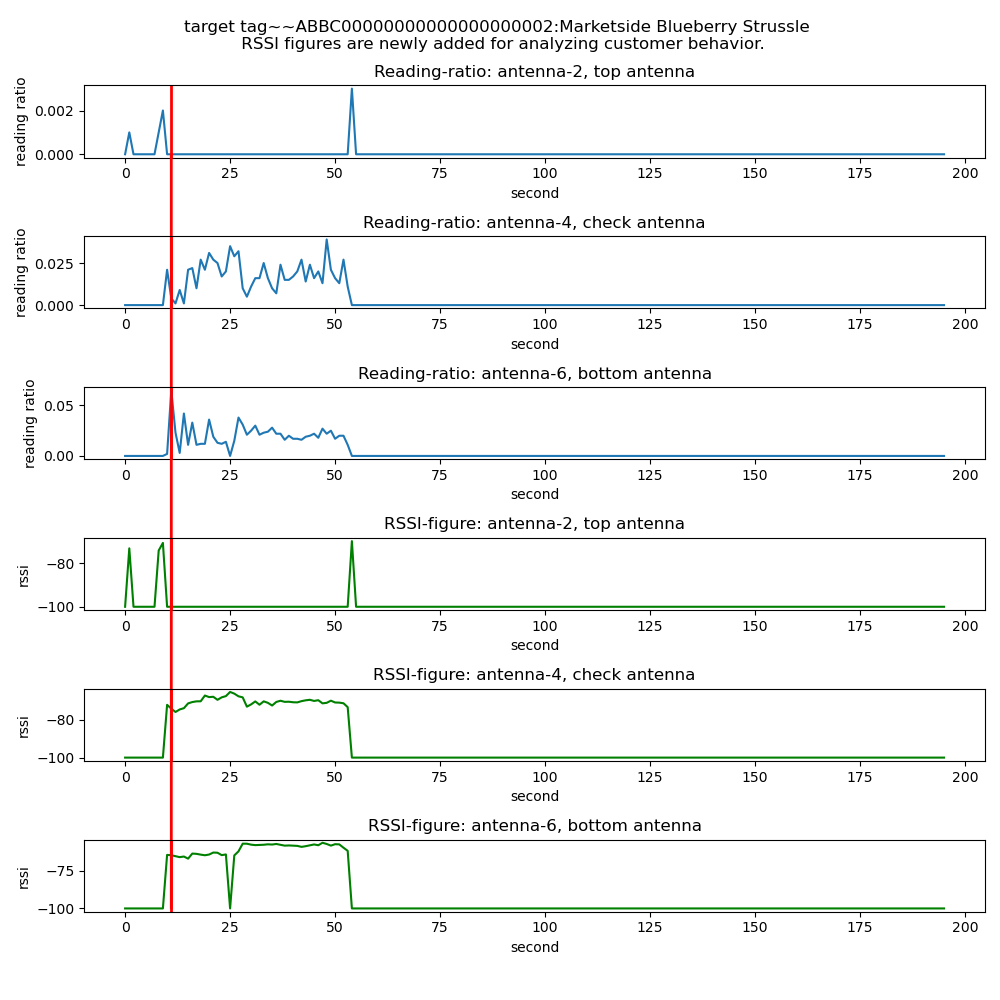 target tag~~ABBC00000000000000000002:Marketside Blueberry Strussle
RSSI figures are newly added for analyzing customer behavior.
Reading-ratio: antenna-2, top antenna
reading ratio
0.002
0.000
0 25 50 75 100 125 150 175 200
second
Reading-ratio: antenna-4, check antenna
reading ratio
0.025
0.000
0 25 50 75 100 125 150 175 200
second
Reading-ratio: antenna-6, bottom antenna
reading ratio
0.05
0.00
0 25 50 75 100 125 150 175 200
second
RSSI-figure: antenna-2, top antenna
rssi
−80
−100
0 25 50 75 100 125 150 175 200
second
RSSI-figure: antenna-4, check antenna
rssi
−80
−100
0 25 50 75 100 125 150 175 200
second
RSSI-figure: antenna-6, bottom antenna
rssi
−75
−100
0 25 50 75 100 125 150 175 200
second